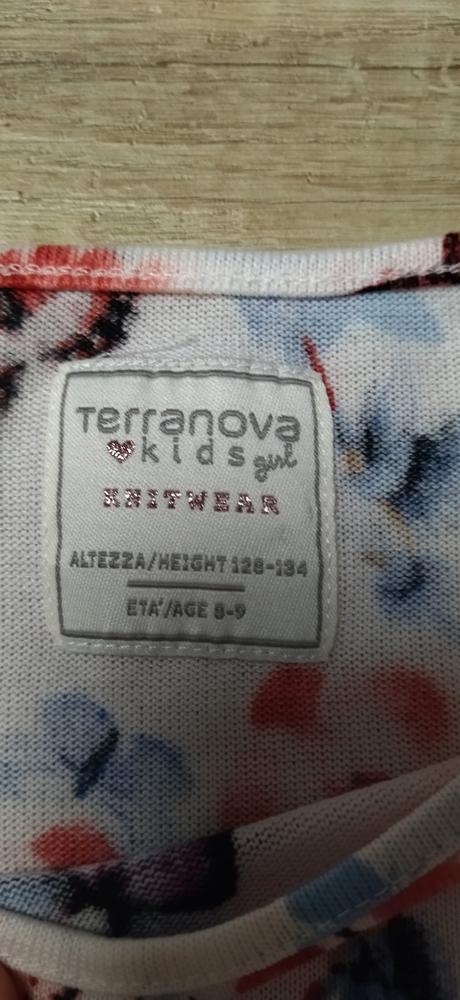 Terranova
kids girl
KNITWEAR
ALTEZZA/HEIGHT 128-134
ETA'/AGE 8-9